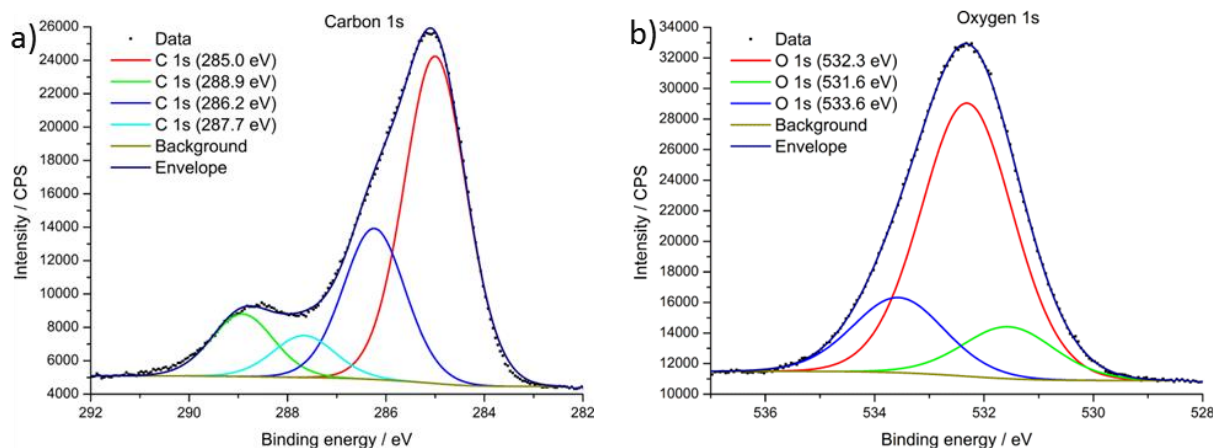 a)
Carbon 1s
Data
C 1s (285.0 eV)
C 1s (288.9 eV)
C 1s (286.2 eV)
C 1s (287.7 eV)
Background
Envelope
26000
24000
22000
20000
18000
16000
14000
12000
10000
8000
6000
4000
Intensity / CPS
292 290 288 286 284 282
Binding energy / eV
b)
Oxygen 1s
Data
O 1s (532.3 eV)
O 1s (531.6 eV)
O 1s (533.6 eV)
Background
Envelope
34000
32000
30000
28000
26000
24000
22000
20000
18000
16000
14000
12000
10000
Intensity / CPS
536 534 532 530 528
Binding energy / eV